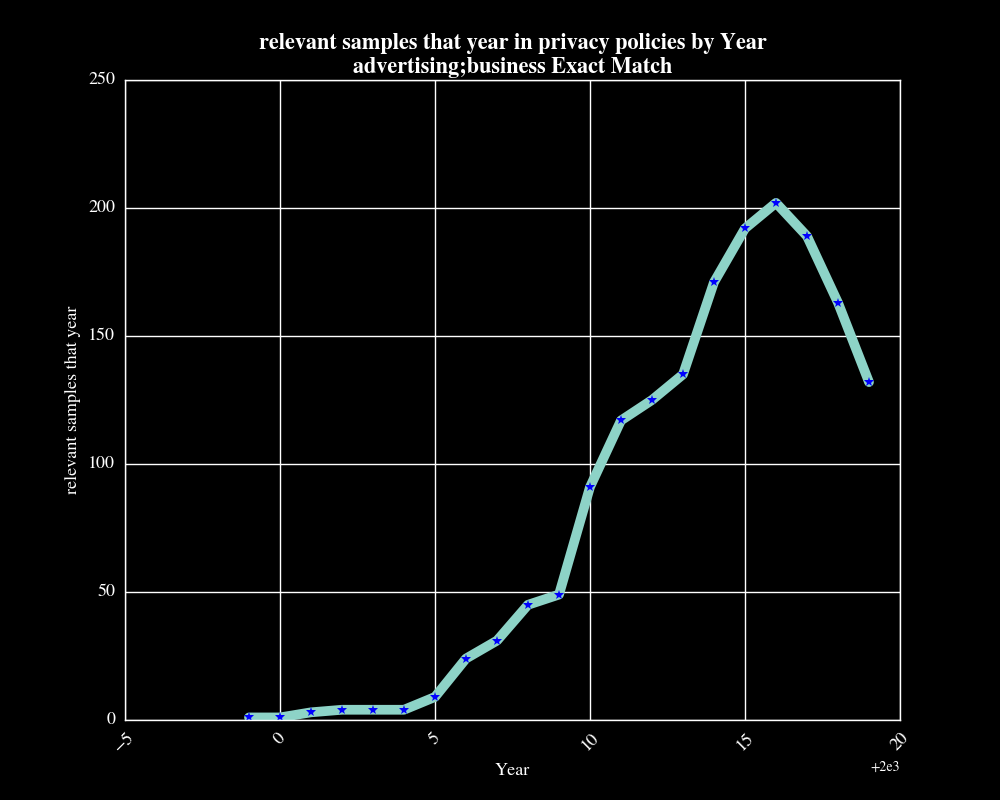 relevant samples that year in privacy policies by Year
advertising;business Exact Match
250
200
150
100
50
0
relevant samples that year
−5
0
5
10
15
20
Year
+2e3